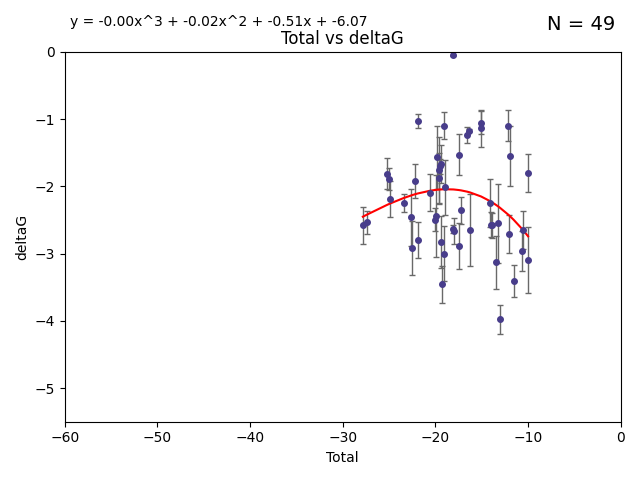 y = -0.00x^3 + -0.02x^2 + -0.51x + -6.07
N = 49
Total vs deltaG
0
−1
−2
−3
−4
−5
deltaG
−60 −50 −40 −30 −20 −10 0
Total